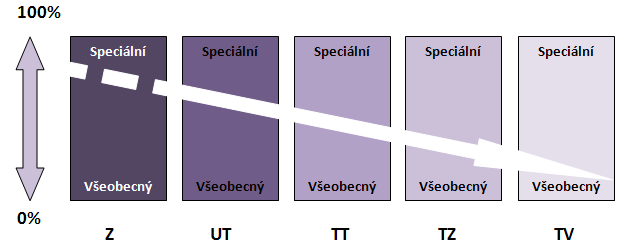 100%
Speciální Speciální Speciální Speciální Speciální
Všeobecný Všeobecný Všeobecný Všeobecný Všeobecný
0%
Z UT TT TZ TV